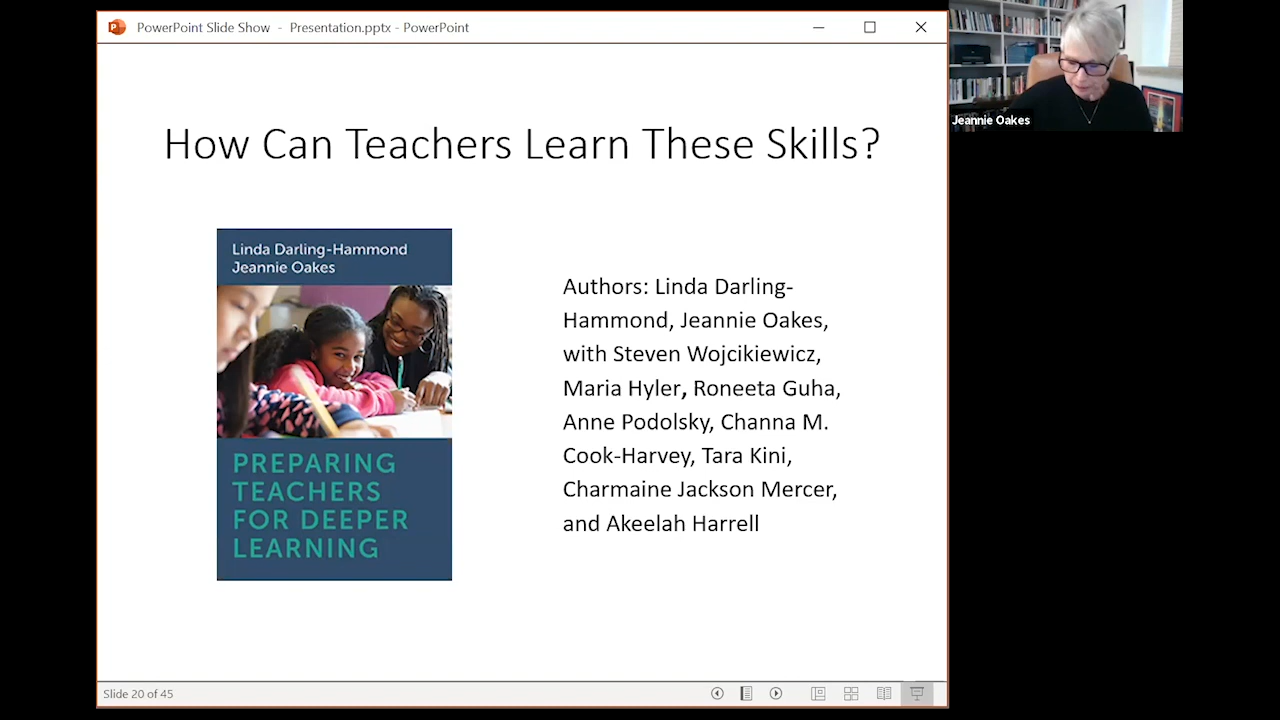 PowerPoint Slide Show - Presentation.pptx - PowerPoint
Jeannie Oakes
How Can Teachers Learn These Skills?
Linda Darling-Hammond
Jeannie Oakes
PREPARING
TEACHERS
FOR DEEPER
LEARNING
Authors: Linda Darling-
Hammond, Jeannie Oakes,
with Steven Wojcikiewicz,
Maria Hyler, Roneeta Guha,
Anne Podolsky, Channa M.
Cook-Harvey, Tara Kini,
Charmaine Jackson Mercer,
and Akeelah Harrell
Slide 20 of 45